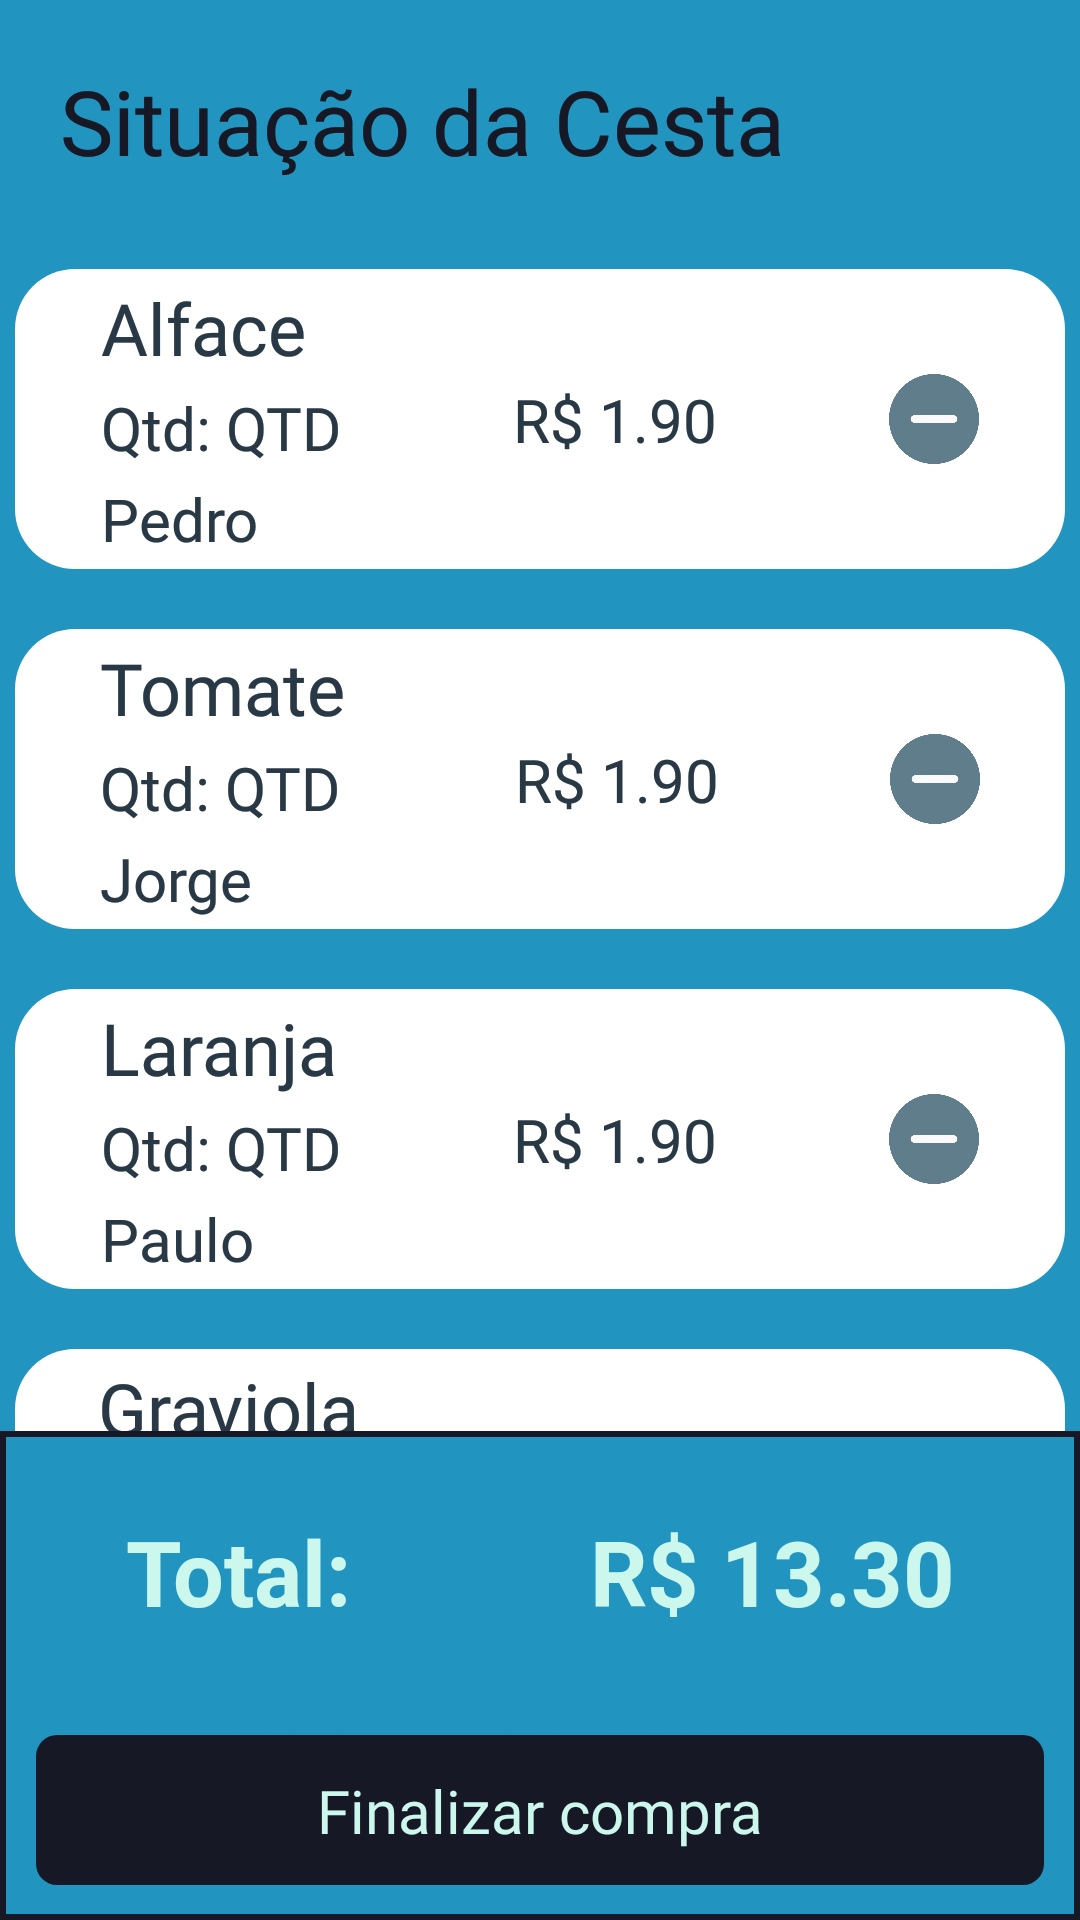 Situação da Cesta
Alface
Qtd: QTD
R$ 1.90
Pedro
Tomate
Qtd: QTD
R$ 1.90
Jorge
Laranja
Qtd: QTD
R$ 1.90
Paulo
Graviola
Total: R$ 13.30
Finalizar compra